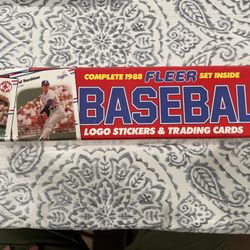 COMPLETE 1988 FLEER SET INSIDE
BASEBAL
LOGO STICKERS & TRADING CARDS